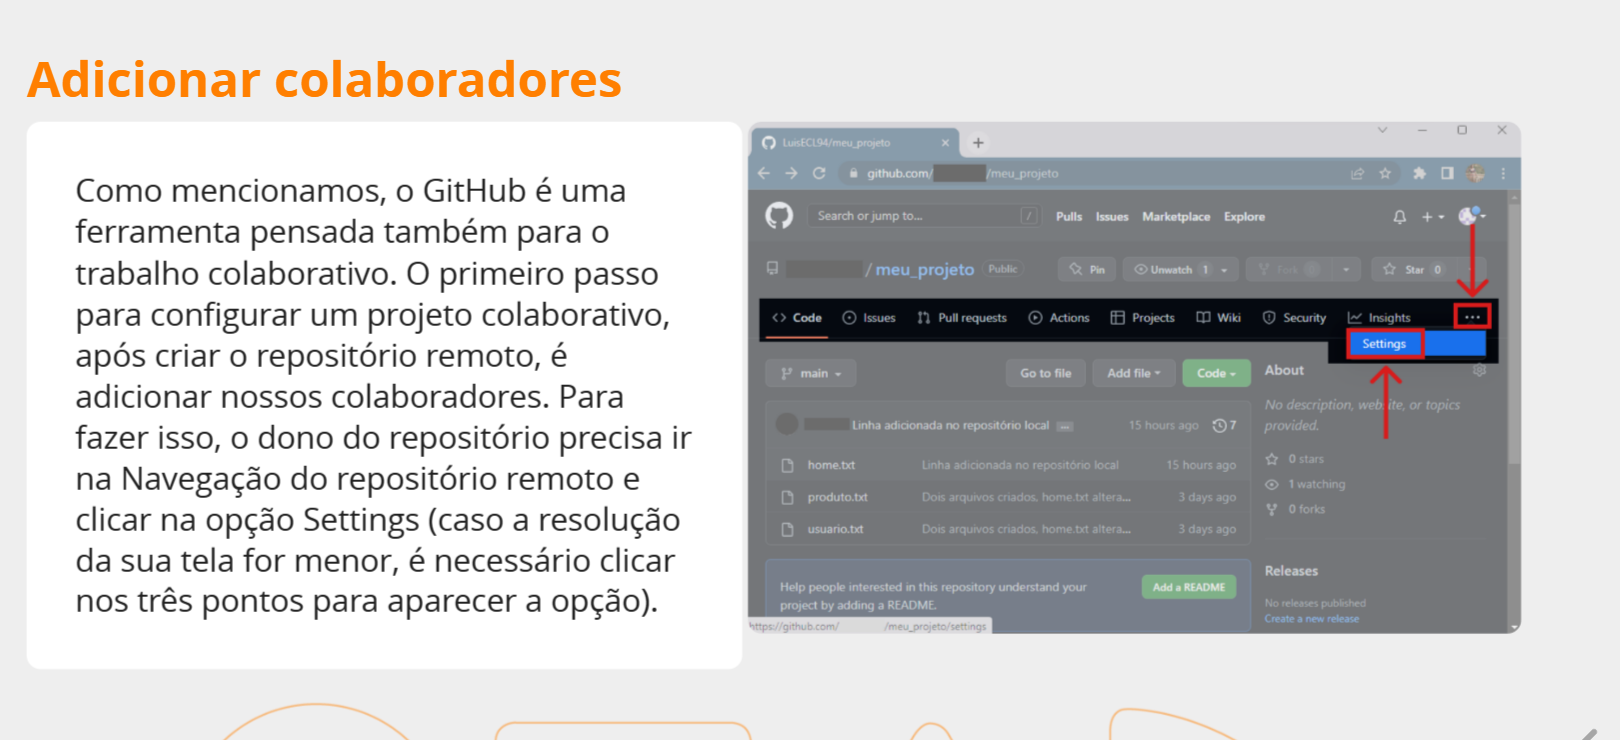 Adicionar colaboradores
Como mencionamos, o GitHub é uma
ferramenta pensada também para o
trabalho colaborativo. O primeiro passo
para configurar um projeto colaborativo,
após criar o repositório remoto, é
adicionar nossos colaboradores. Para
fazer isso, o dono do repositório precisa ir
na Navegação do repositório remoto e
clicar na opção Settings (caso a resolução
da sua tela for menor, é necessário clicar
nos três pontos para aparecer a opção).
LuisECL94/meu_projeto
github.com/ /meu_projeto
Search or jump to... / Pulls Issues Marketplace Explore
/ meu_projeto Public Pin Unwatch 1 Fork Star 0
Code Issues Pull requests Actions Projects Wiki Security Insights ...
Settings
main Go to file Add file Code About
No description, website, or topics
provided.
Linha adicionada no repositório local ... 15 hours ago 7
home.txt Linha adicionada no repositório local 15 hours ago
produto.txt Dois arquivos criados, home.txt altera... 3 days ago
usuario.txt Dois arquivos criados, home.txt altera... 3 days ago
0 stars
1 watching
0 forks
Help people interested in this repository understand your
project by adding a README.
Add a README
Releases
No releases published
Create a new release
https://github.com/ /meu_projeto/settings